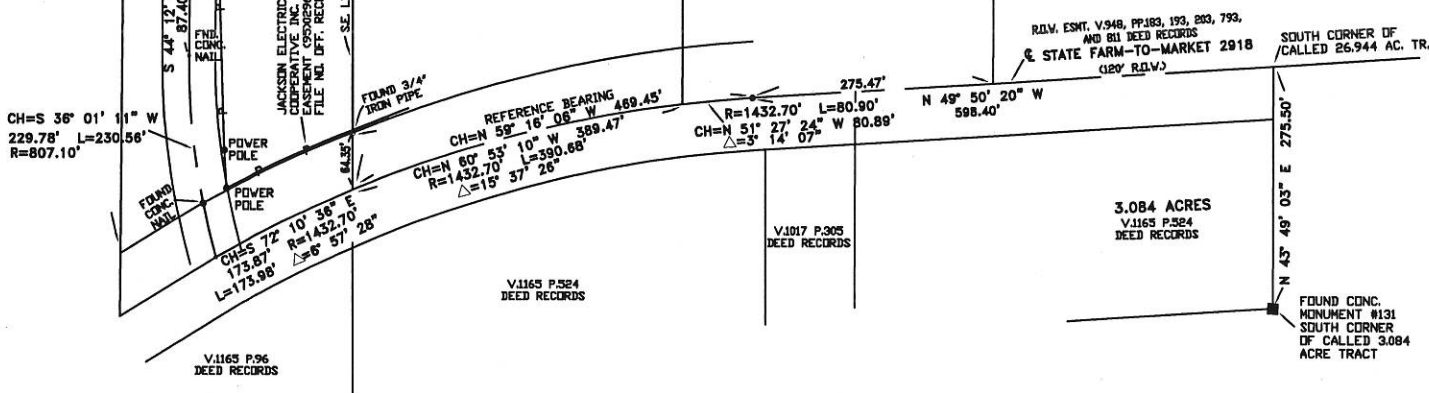 S 44° 12'
87.40
FND.
CONC.
NAIL
JACKSON ELECTRIC
COOPERATIVE INC.
EASEMENT
FILE NO. OFF. REC
S.E. L
FOUND 3/4"
IRON PIPE
64.35'
CH=S 36° 01' 11" W
229.78' L=230.56'
R=807.10'
POWER
POLE
POWER
POLE
FOUND
CONC.
NAIL
REFERENCE BEARING
CH=N 59° 16' 06" W 469.45'
CH=N 60° 53' 10" W 389.47'
R=1432.70' L=390.68'
△=15° 37' 26"
CH=S 72° 10' 36" E
173.87' R=1432.70'
L=173.98' △=6° 57' 28"
275.47'
R=1432.70' L=80.90'
CH=N 51° 27' 24" W 80.89'
△=3° 14' 07"
N 49° 50' 20" W
598.40'
R.O.W. ESMT. V.948, PP.183, 193, 203, 793,
AND 811 DEED RECORDS
℄ STATE FARM-TO-MARKET 2918
(120' R.O.W.)
SOUTH CORNER OF
CALLED 26.944 AC. TR.
N 43° 49' 03" E 275.50'
3.084 ACRES
V.1165 P.524
DEED RECORDS
V.1017 P.305
DEED RECORDS
V.1165 P.524
DEED RECORDS
V.1165 P.96
DEED RECORDS
FOUND CONC.
MONUMENT #131
SOUTH CORNER
OF CALLED 3.084
ACRE TRACT